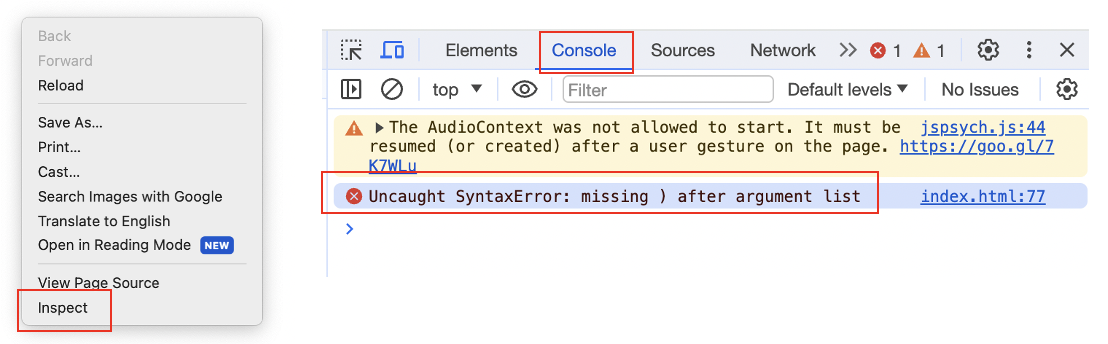 Back
Forward
Reload
Save As...
Print...
Cast...
Search Images with Google
Translate to English
Open in Reading Mode NEW
View Page Source
Inspect
Elements Console Sources Network 1 1
top Filter Default levels No Issues
The AudioContext was not allowed to start. It must be jspsych.js:44
resumed (or created) after a user gesture on the page. https://goo.gl/7
K7WLu
Uncaught SyntaxError: missing ) after argument list index.html:77